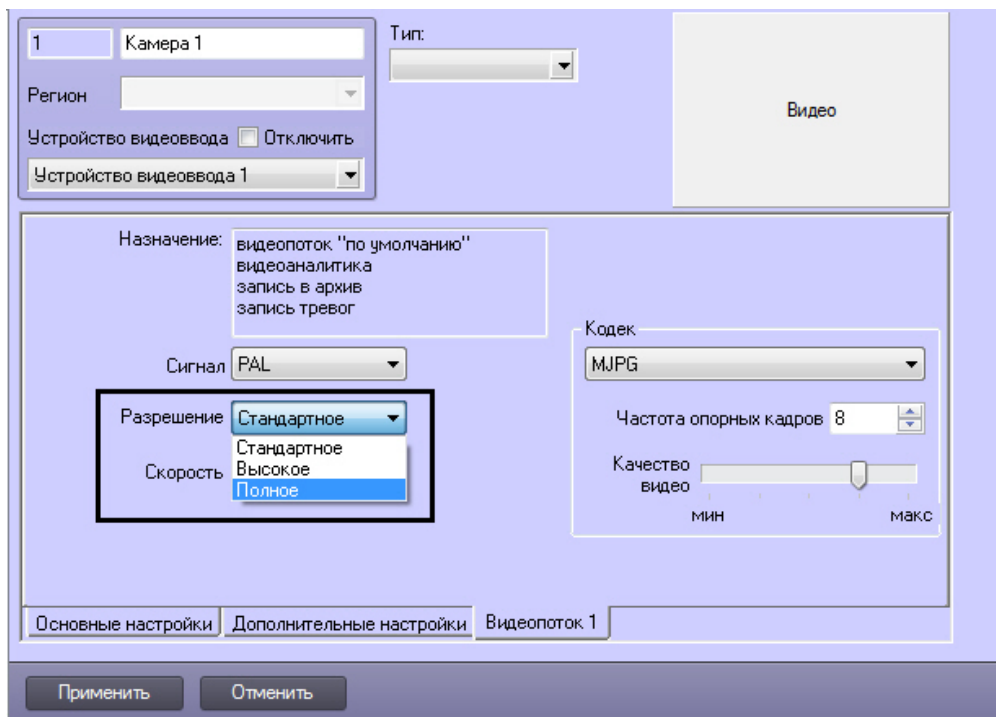 1
Камера 1
Тип:
Регион
Устройство видеоввода Отключить
Устройство видеоввода 1
Видео
Назначение:
видеопоток "по умолчанию"
видеоаналитика
запись в архив
запись тревог
Сигнал PAL
Разрешение Стандартное
Стандартное
Высокое
Полное
Скорость
Кодек
MJPG
Частота опорных кадров 8
Качество
видео
мин макс
Основные настройки Дополнительные настройки Видеопоток 1
Применить Отменить